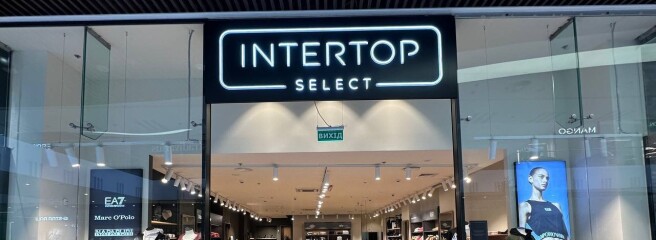 INTERTOP
SELECT
ВИХІД
MANGO
EA7
Marc O'Polo